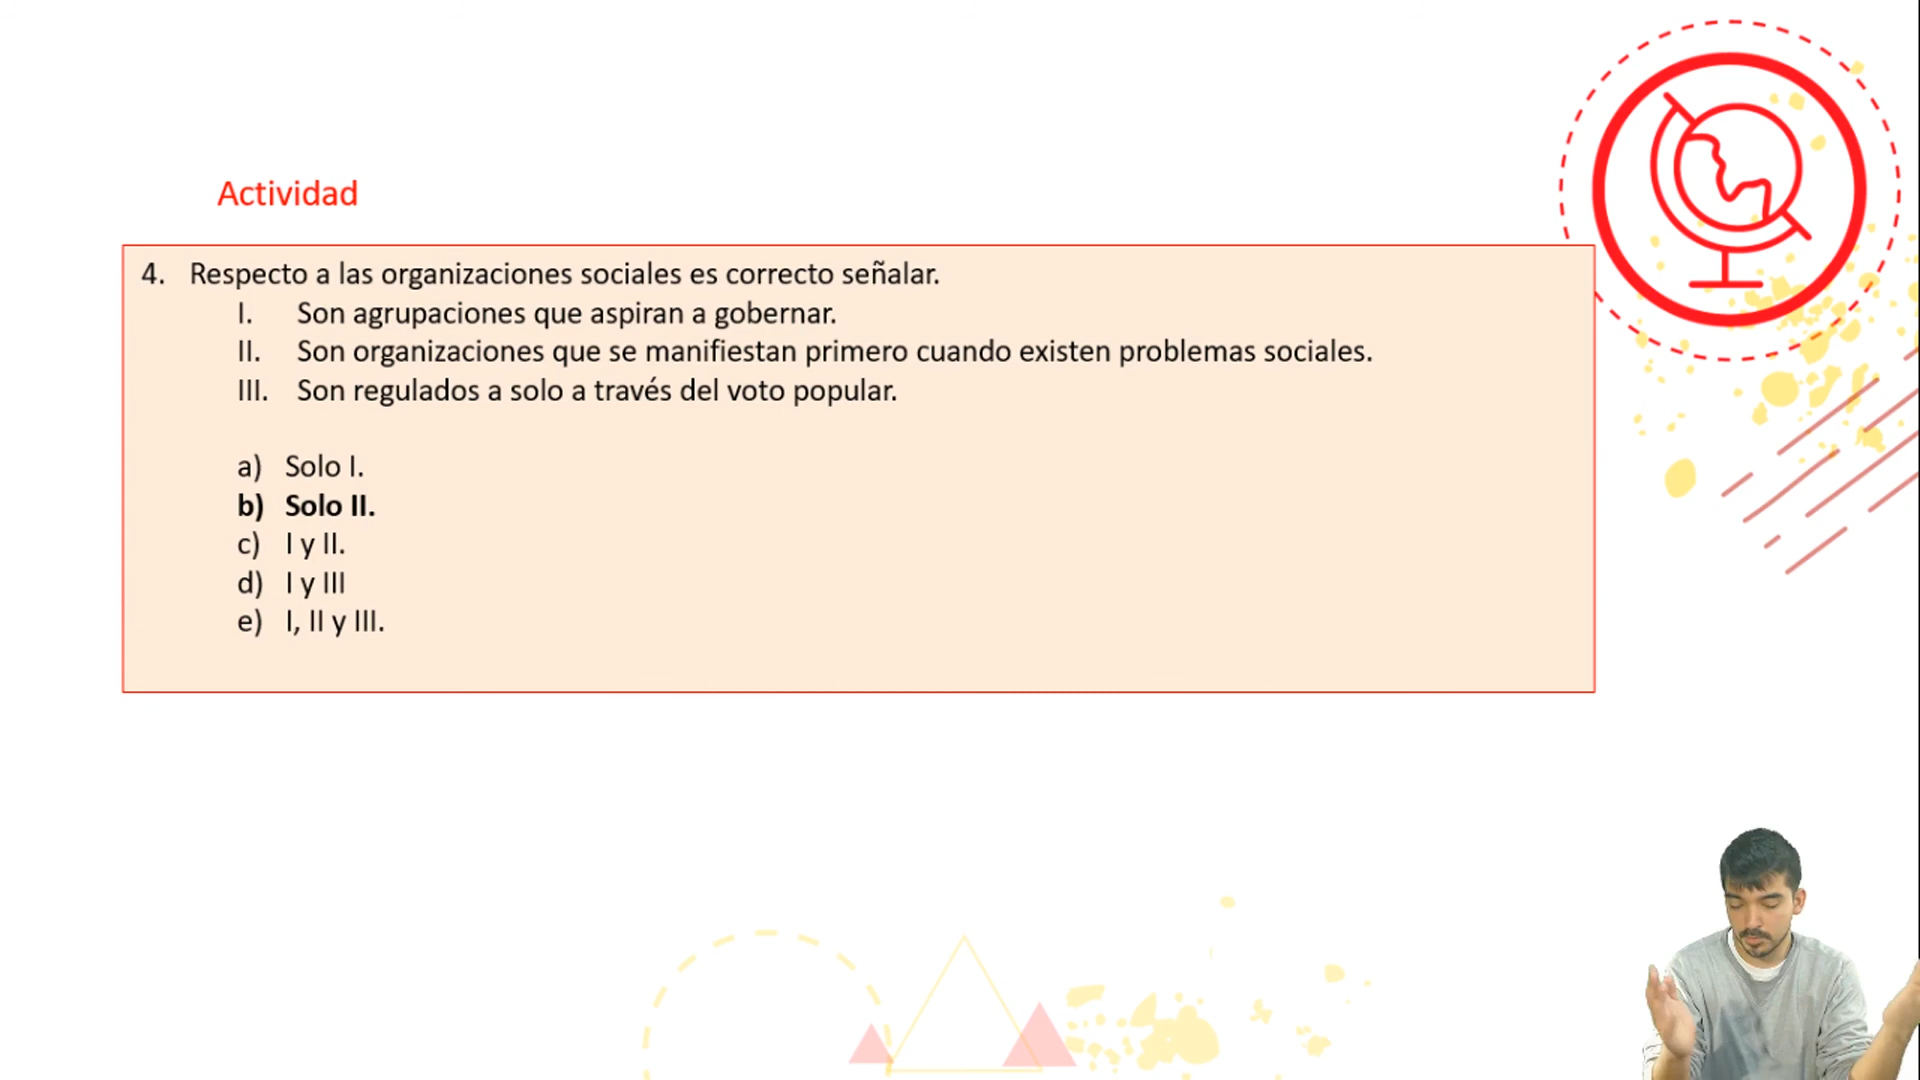 Actividad
4. Respecto a las organizaciones sociales es correcto señalar.
I. Son agrupaciones que aspiran a gobernar.
II. Son organizaciones que se manifiestan primero cuando existen problemas sociales.
III. Son regulados a solo a través del voto popular.
a) Solo I.
b) Solo II.
c) I y II.
d) I y III
e) I, II y III.